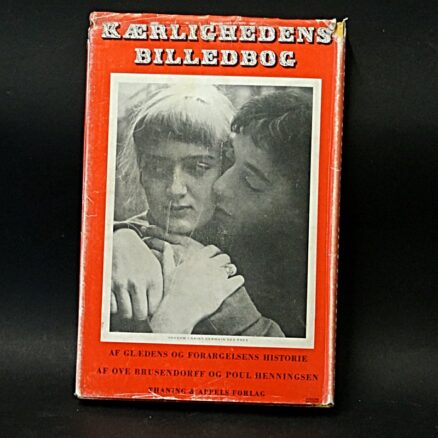 KÆRLIGHEDENS
BILLEDBOG
AF GLÆDENS OG FORARGELSENS HISTORIE
AF OVE BRUSENDORFF OG POUL HENNINGSEN
THANING & APPELS FORLAG